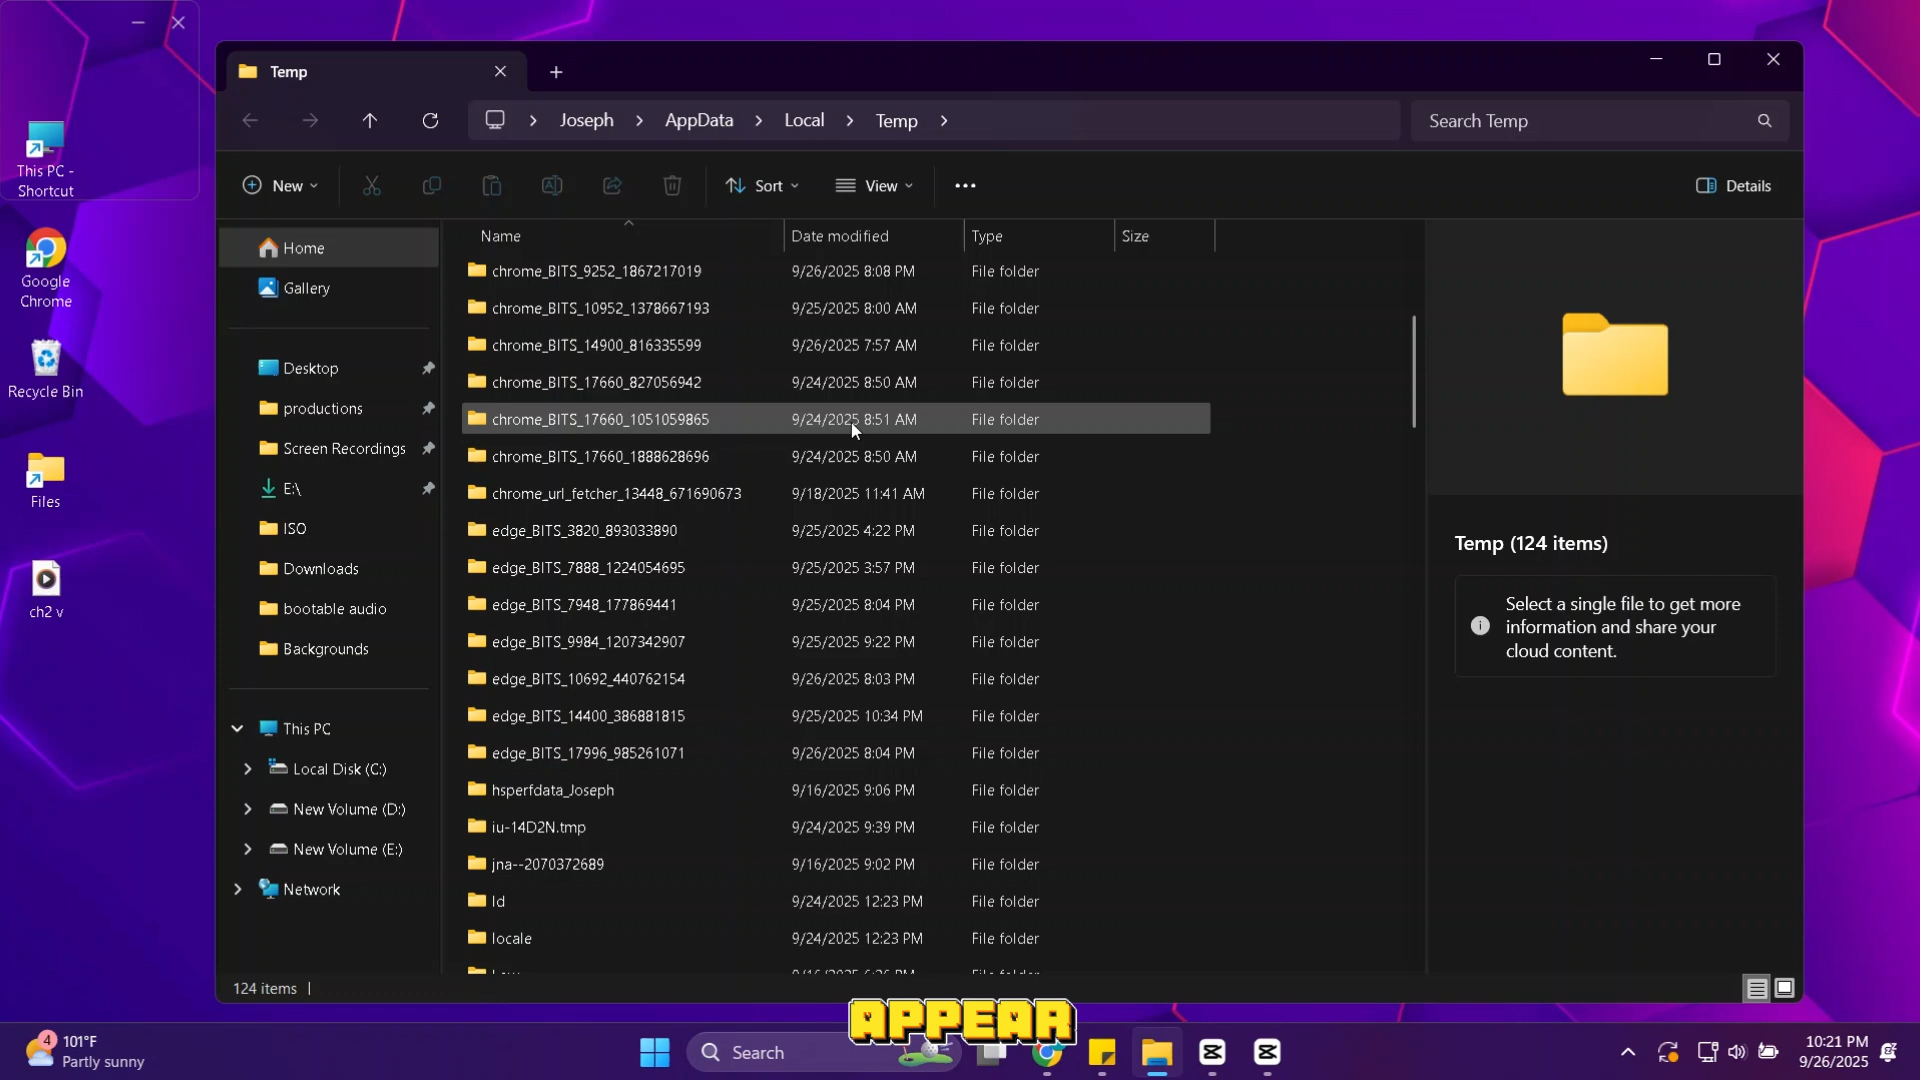 Temp
Joseph
AppData
Local
Temp
Search Temp
New
Sort
View
Details
This PC -
Shortcut
Google
Chrome
Recycle Bin
Files
ch2 v
Home
Gallery
Desktop
productions
Screen Recordings
E:\
ISO
Downloads
bootable audio
Backgrounds
This PC
Local Disk (C:)
New Volume (D:)
New Volume (E:)
Network
Name Date modified Type Size
chrome_BITS_9252_1867217019 9/26/2025 8:08 PM File folder
chrome_BITS_10952_1378667193 9/25/2025 8:00 AM File folder
chrome_BITS_14900_816335599 9/26/2025 7:57 AM File folder
chrome_BITS_17660_827056942 9/24/2025 8:50 AM File folder
chrome_BITS_17660_1051059865 9/24/2025 8:51 AM File folder
chrome_BITS_17660_1888628696 9/24/2025 8:50 AM File folder
chrome_url_fetcher_13448_671690673 9/18/2025 11:41 AM File folder
edge_BITS_3820_893033890 9/25/2025 4:22 PM File folder
edge_BITS_7888_1224054695 9/25/2025 3:57 PM File folder
edge_BITS_7948_177869441 9/25/2025 8:04 PM File folder
edge_BITS_9984_1207342907 9/25/2025 9:22 PM File folder
edge_BITS_10692_440762154 9/26/2025 8:03 PM File folder
edge_BITS_14400_386881815 9/25/2025 10:34 PM File folder
edge_BITS_17996_985261071 9/26/2025 8:04 PM File folder
hsperfdata_Joseph 9/16/2025 9:06 PM File folder
iu-14D2N.tmp 9/24/2025 9:39 PM File folder
jna--2070372689 9/16/2025 9:02 PM File folder
ld 9/24/2025 12:23 PM File folder
locale 9/24/2025 12:23 PM File folder
Temp (124 items)
Select a single file to get more
information and share your
cloud content.
124 items
APPEAR
4
101°F
Partly sunny
Search
10:21 PM
9/26/2025